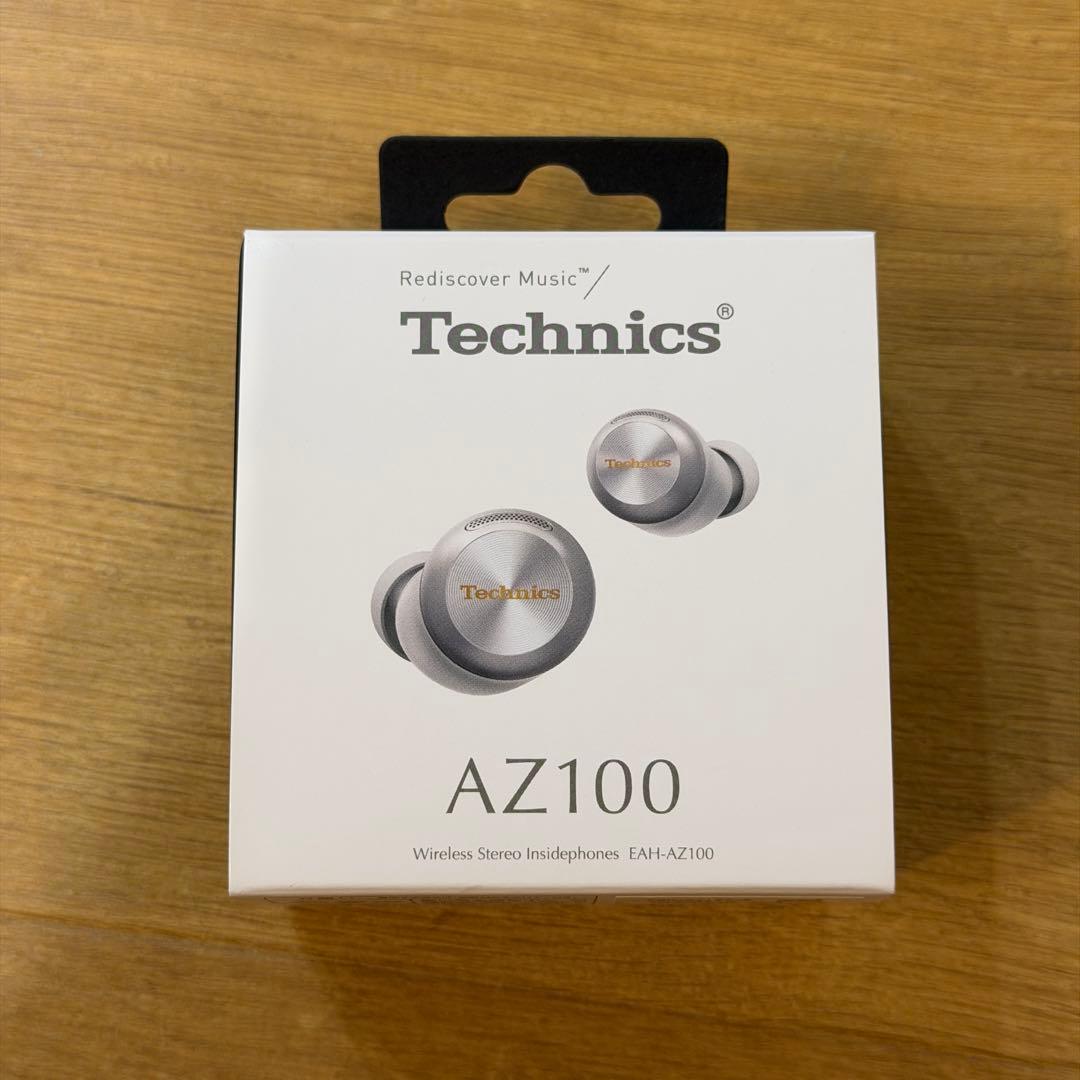 Rediscover Music™/
Technics®
Technics
Technics
AZ100
Wireless Stereo Insidephones EAH-AZ100